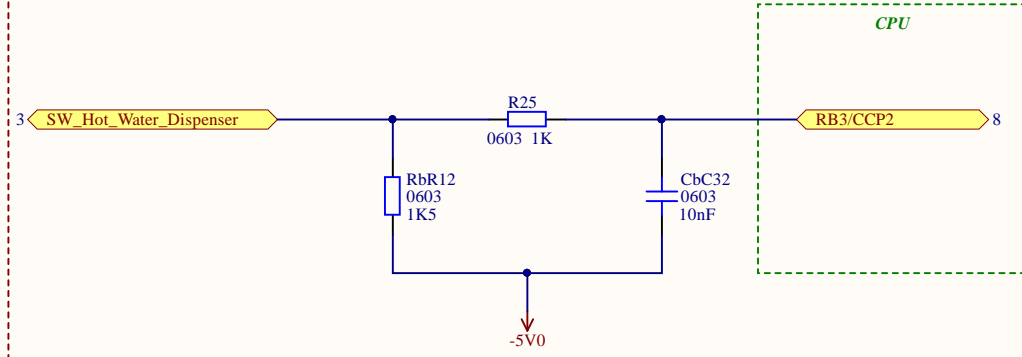 CPU
R25
3 SW_Hot_Water_Dispenser
RB3/CCP2 8
0603 1K
RbR12
0603
1K5
CbC32
0603
10nF
-5V0